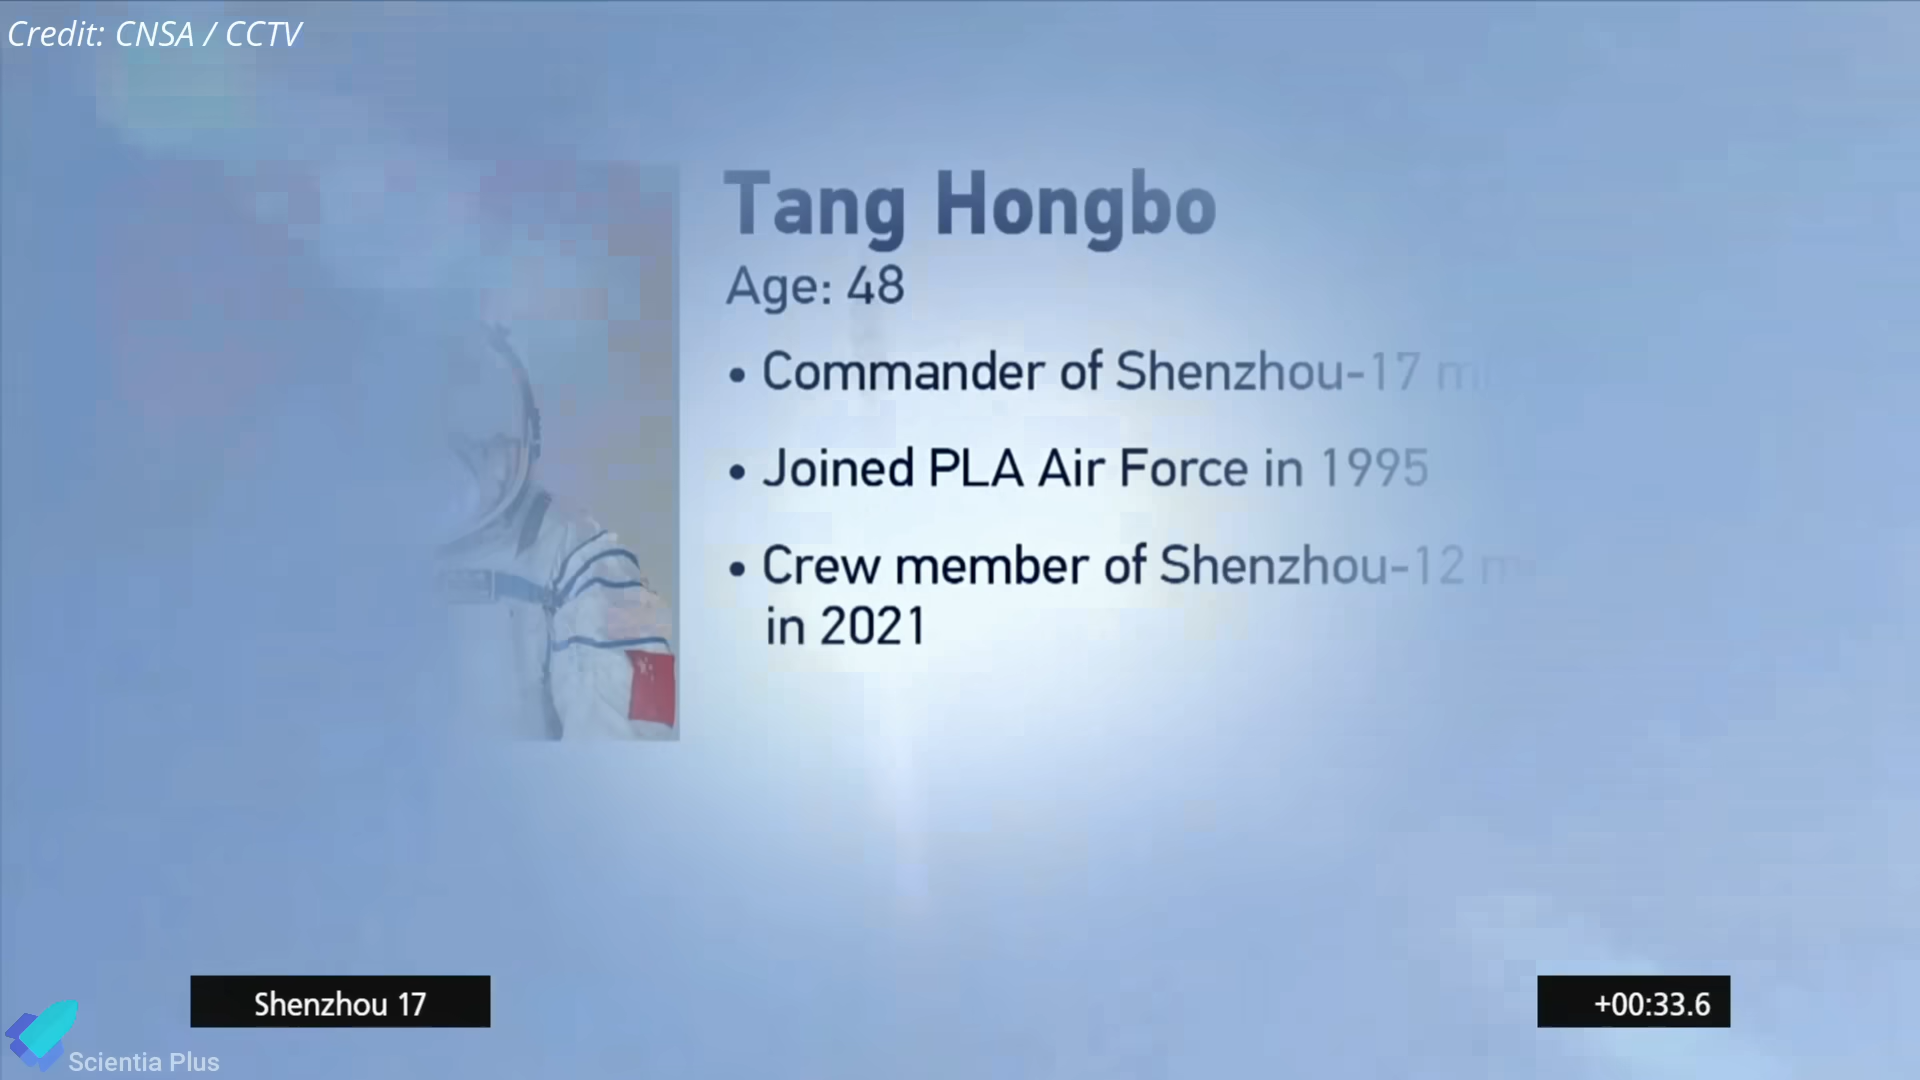 Credit: CNSA / CCTV
Tang Hongbo
Age: 48
• Commander of Shenzhou-17
• Joined PLA Air Force in 1995
• Crew member of Shenzhou-12
in 2021
Shenzhou 17
+00:33.6
Scientia Plus